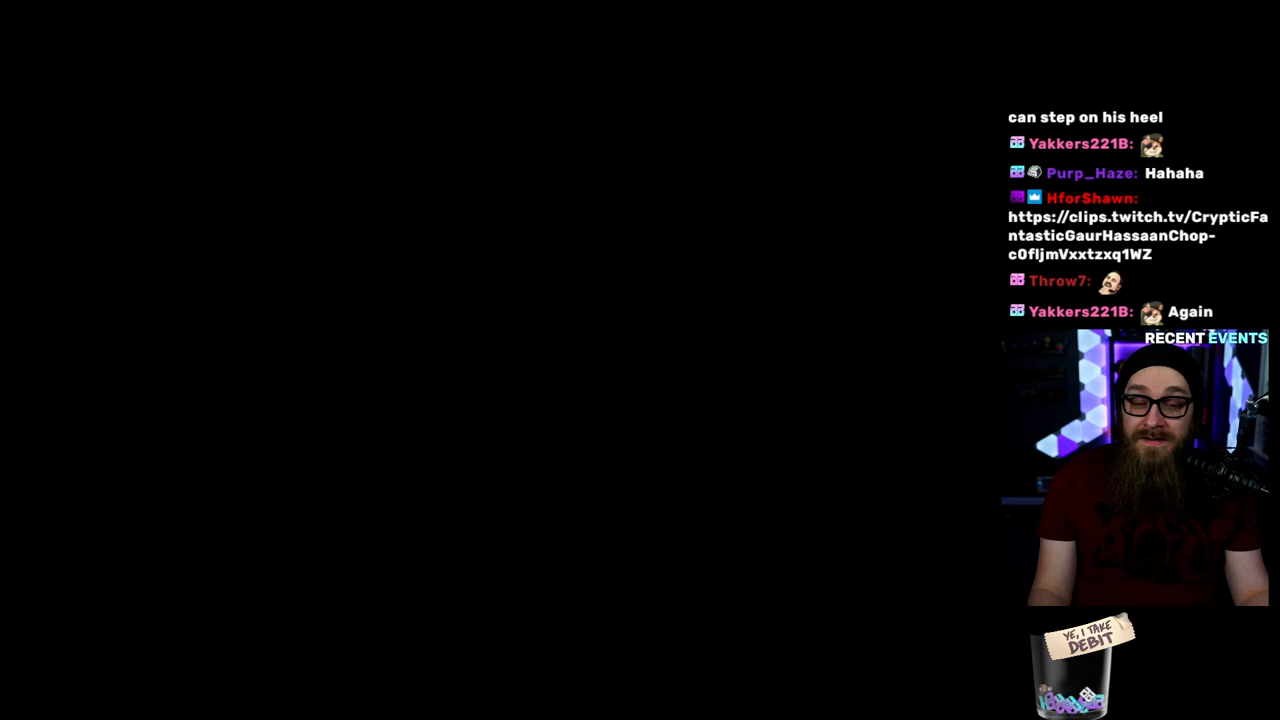 can step on his heel
Yakkers221B:
Purp_Haze: Hahaha
HforShawn:
https://clips.twitch.tv/CrypticFa
ntasticGaurHassaanChop-
c0fIjmVxxtzxq1WZ
Throw7:
Yakkers221B: Again
RECENT EVENTS
YE, I TAKE
DEBIT